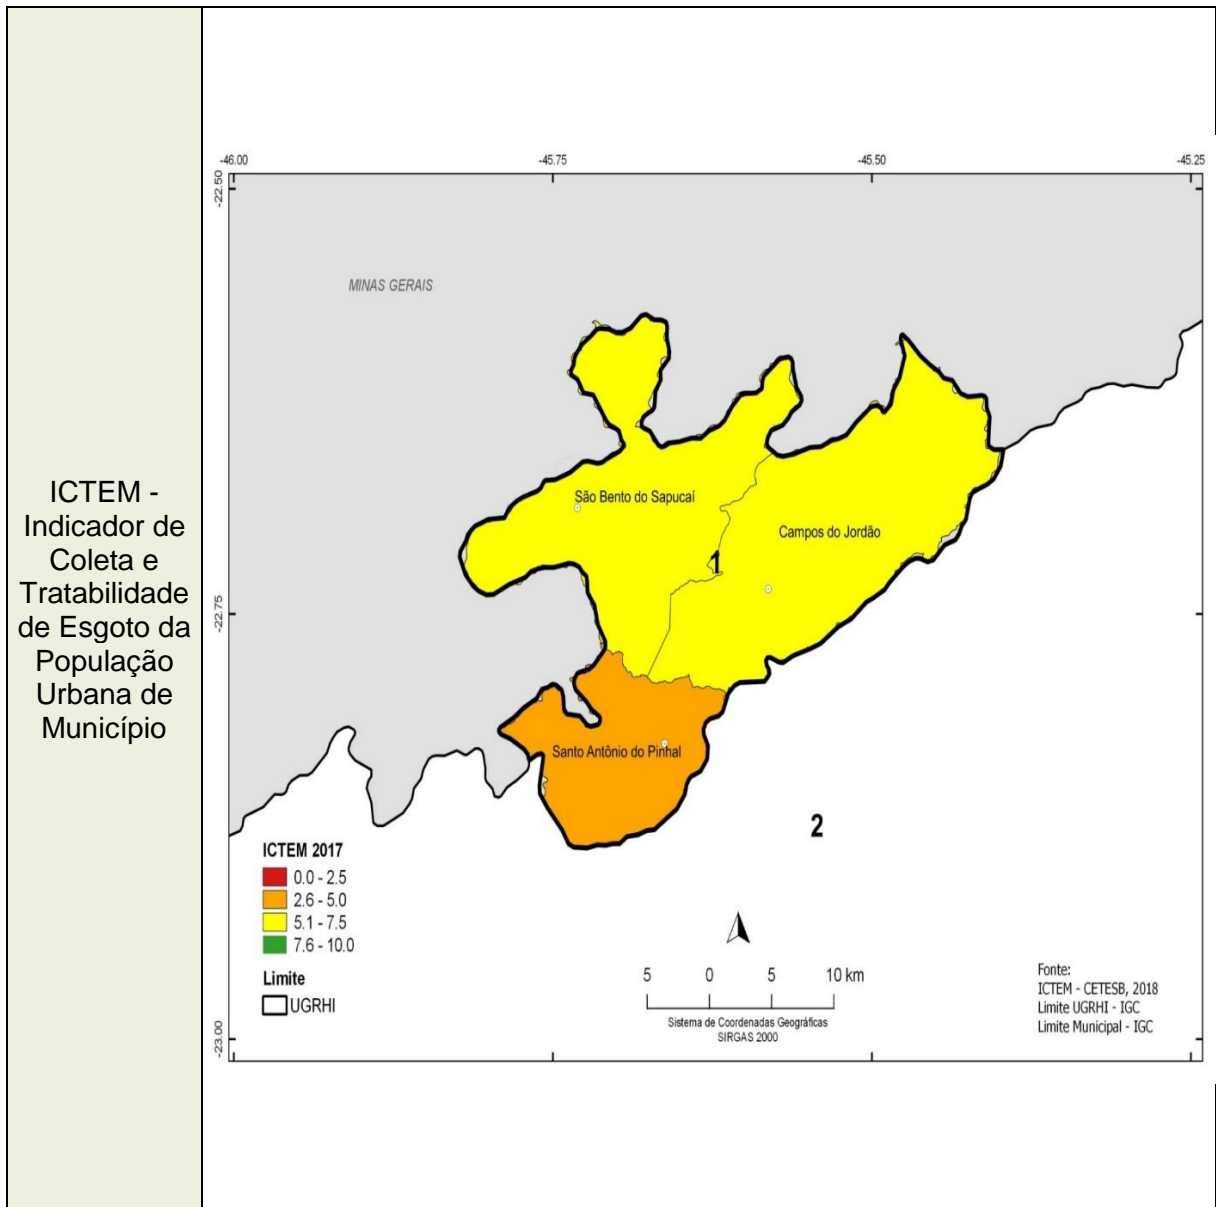 ICTEM -
Indicador de
Coleta e
Tratabilidade
de Esgoto da
População
Urbana de
Município
-46.00 -45.75 -45.50 -45.25
-22.50
-22.75
-23.00
MINAS GERAIS
São Bento do Sapucaí
Campos do Jordão
1
Santo Antônio do Pinhal
2
ICTEM 2017
0.0 - 2.5
2.6 - 5.0
5.1 - 7.5
7.6 - 10.0
Limite
UGRHI
5 0 5 10 km
Sistema de Coordenadas Geográficas
SIRGAS 2000
Fonte:
ICTEM - CETESB, 2018
Limite UGRHI - IGC
Limite Municipal - IGC